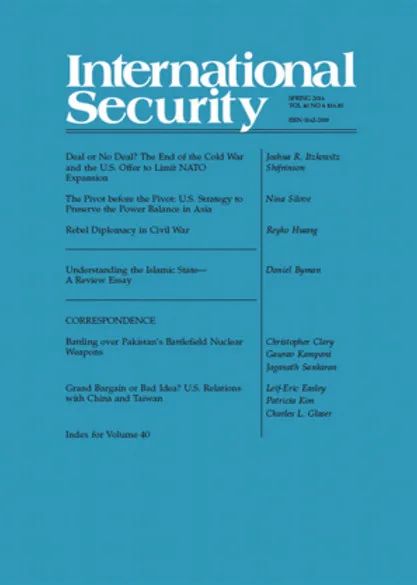 International
Security
SPRING 2016
VOL 40 NO 4
Deal or No Deal? The End of the Cold War
and the U.S. Offer to Limit NATO
Expansion
Joshua R. Itzkowitz
Shifrinson
The Pivot before the Pivot: U.S. Strategy to
Preserve the Power Balance in Asia
Nina Silove
Rebel Diplomacy in Civil War
Reyko Huang
Understanding the Islamic State—
A Review Essay
Daniel Byman
CORRESPONDENCE
Battling over Pakistan's Battlefield Nuclear
Weapons
Christopher Clary
Gaurav Kampani
Jaganath Sankaran
Grand Bargain or Bad Idea? U.S. Relations
with China and Taiwan
Leif-Eric Easley
Patricia Kim
Charles L. Glaser
Index for Volume 40